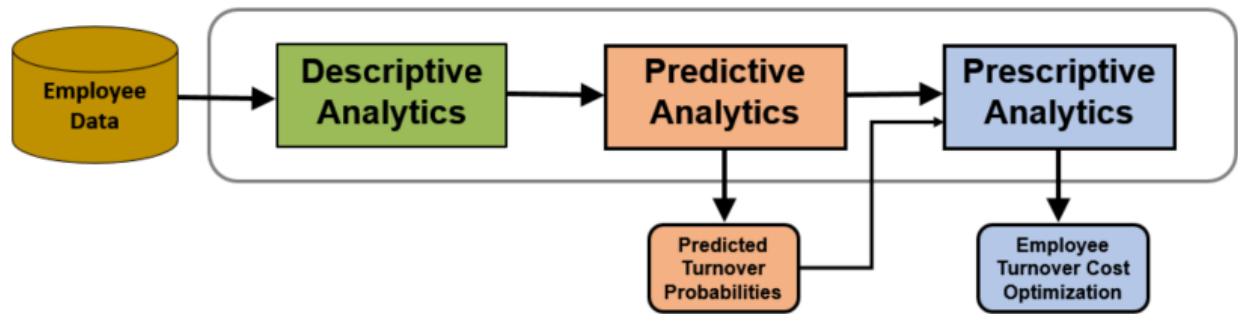 Employee
Data
Descriptive
Analytics
Predictive
Analytics
Prescriptive
Analytics
Predicted
Turnover
Probabilities
Employee
Turnover Cost
Optimization